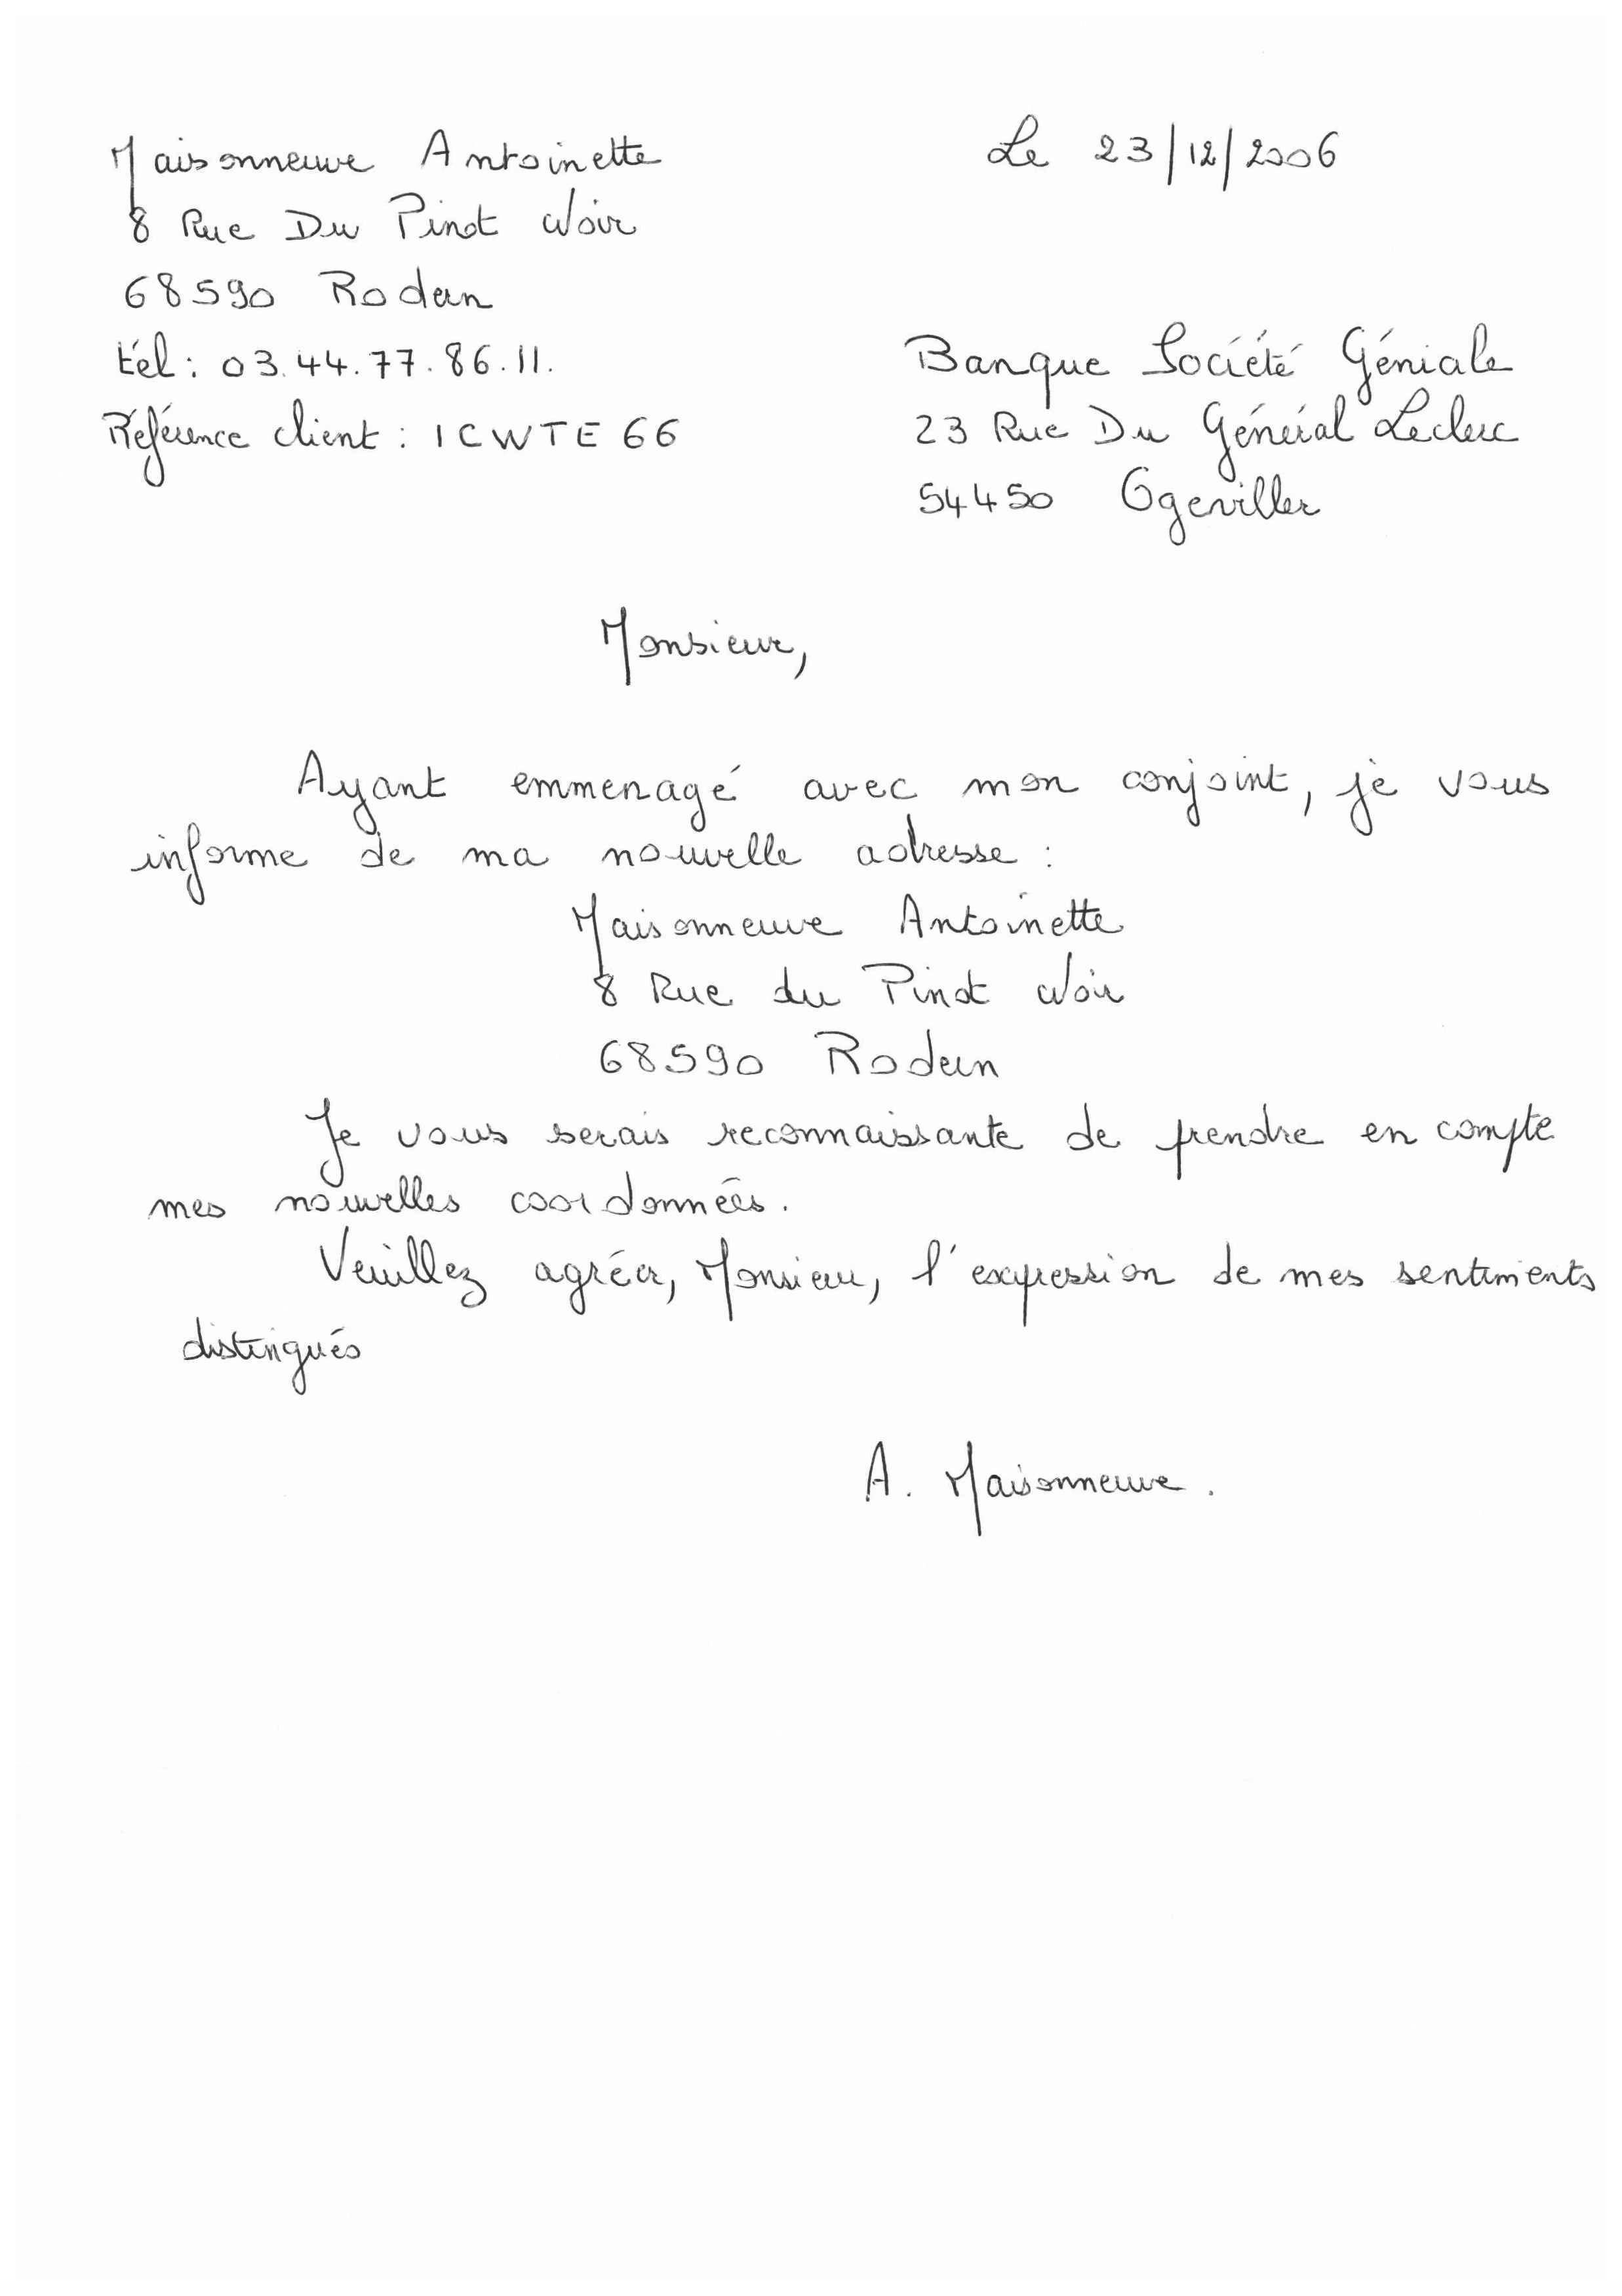 Maisonneuve Antoinette
Le 23/12/2006
8 Rue Du Pinot Noir
68590 Rodern
tél : 03.44.77.86.11.
Référence client : ICWTE66
Banque Société Géniale
23 Rue Du Général Leclerc
54450 Ogeviller
Monsieur,
Ayant emmenagé avec mon conjoint, je vous
informe de ma nouvelle adresse :
Maisonneuve Antoinette
8 Rue du Pinot Noir
68590 Rodern
Je vous serais reconnaissante de prendre en compte
mes nouvelles coordonnées.
Veuillez agréer, Monsieur, l'expression de mes sentiments
distingués
A. Maisonneuve.